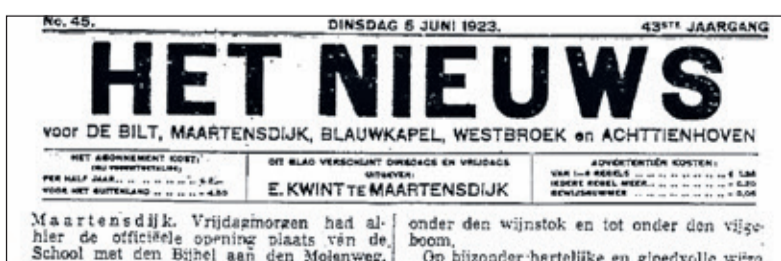 No. 45.
DINSDAG 5 JUNI 1923.
43STE JAARGANG
HET NIEUWS
voor DE BILT, MAARTENSDIJK, BLAUWKAPEL, WESTBROEK en ACHTTIENHOVEN
HET ABONNEMENT KOST:
PER HALF JAAR
VOOR HET BUITENLAND
DIT BLAD VERSCHIJNT DINSDAGS EN VRIJDAGS
UITGEVER:
E. KWINT TE MAARTENSDIJK
ADVERTENTIËN KOSTEN:
VAN 1—4 REGELS
IEDERE REGEL MEER
BEWIJSNUMMER
Maartensdijk. Vrijdagmorgen had al-
hier de officiëele opening plaats van de
School met den Bijbel aan den Molenweg.
onder den wijnstok en tot onder den vijge-
boom.
Op bijzonder hartelijke en gloedvolle wijze